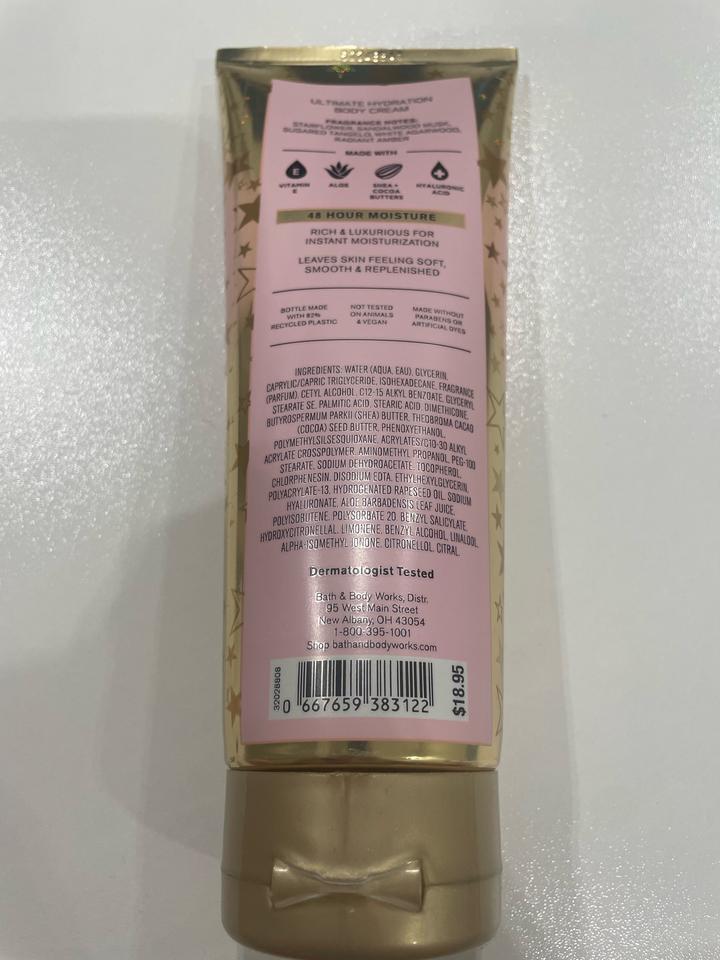 ULTIMATE HYDRATION
BODY CREAM
FRAGRANCE NOTES:
STARFLOWER, SANDALWOOD MUSK,
SUGARED TANGELO, WHITE AGARWOOD,
RADIANT AMBER
MADE WITH
E
VITAMIN
E
ALOE
SHEA +
COCOA
BUTTERS
HYALURONIC
ACID
48 HOUR MOISTURE
RICH & LUXURIOUS FOR
INSTANT MOISTURIZATION
LEAVES SKIN FEELING SOFT,
SMOOTH & REPLENISHED
BOTTLE MADE
WITH 82%
RECYCLED PLASTIC
NOT TESTED
ON ANIMALS
& VEGAN
MADE WITHOUT
PARABENS OR
ARTIFICIAL DYES
INGREDIENTS: WATER (AQUA, EAU), GLYCERIN,
CAPRYLIC/CAPRIC TRIGLYCERIDE, ISOHEXADECANE, FRAGRANCE
(PARFUM), CETYL ALCOHOL, C12-15 ALKYL BENZOATE, GLYCERYL
STEARATE SE, PALMITIC ACID, STEARIC ACID, DIMETHICONE,
BUTYROSPERMUM PARKII (SHEA) BUTTER, THEOBROMA CACAO
(COCOA) SEED BUTTER, PHENOXYETHANOL,
POLYMETHYLSILSESQUIOXANE, ACRYLATES/C10-30 ALKYL
ACRYLATE CROSSPOLYMER, AMINOMETHYL PROPANOL, PEG-100
STEARATE, SODIUM DEHYDROACETATE, TOCOPHEROL,
CHLORPHENESIN, DISODIUM EDTA, ETHYLHEXYLGLYCERIN,
POLYACRYLATE-13, HYDROGENATED RAPESEED OIL, SODIUM
HYALURONATE, ALOE BARBADENSIS LEAF JUICE,
POLYISOBUTENE, POLYSORBATE 20, BENZYL SALICYLATE,
HYDROXYCITRONELLAL, LIMONENE, BENZYL ALCOHOL, LINALOOL,
ALPHA-ISOMETHYL IONONE, CITRONELLOL, CITRAL.
Dermatologist Tested
Bath & Body Works, Distr.
95 West Main Street
New Albany, OH 43054
1-800-395-1001
Shop bathandbodyworks.com
32028808
0 667659 383122
$18.95